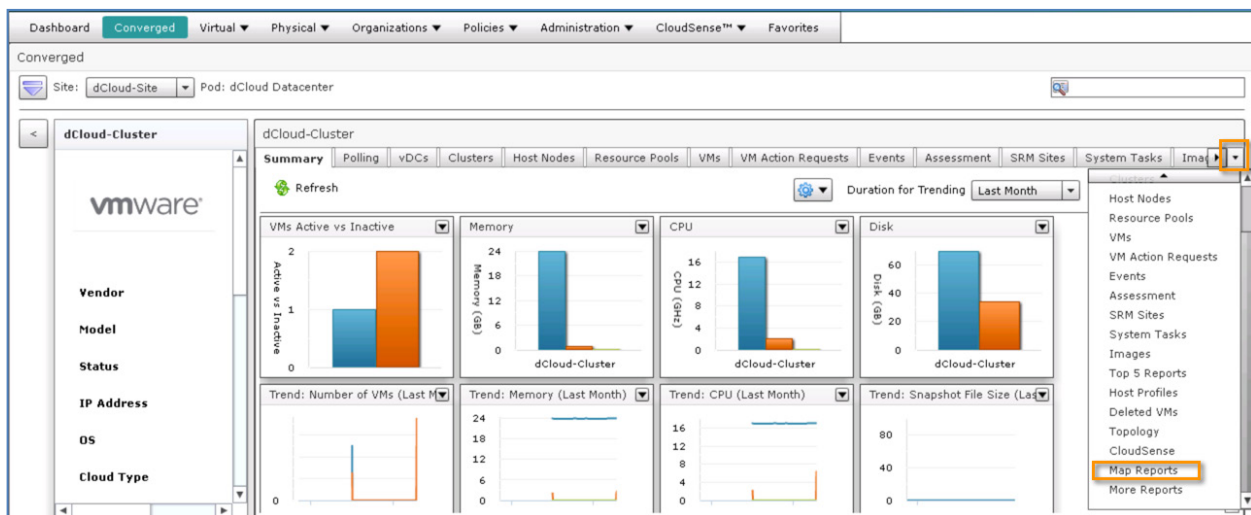 Dashboard Converged Virtual ▼ Physical ▼ Organizations ▼ Policies ▼ Administration ▼ CloudSense™ ▼ Favorites
Converged
Site: dCloud-Site Pod: dCloud Datacenter
< dCloud-Cluster
vmware®
Vendor
Model
Status
IP Address
OS
Cloud Type
dCloud-Cluster
Summary Polling vDCs Clusters Host Nodes Resource Pools VMs VM Action Requests Events Assessment SRM Sites System Tasks Imag
Refresh Duration for Trending Last Month
VMs Active vs Inactive
Active vs Inactive
2
1
0
Memory
Memory (GB)
24
18
12
6
0
dCloud-Cluster
CPU
CPU (GHz)
16
12
8
4
0
dCloud-Cluster
Disk
Disk (GB)
60
40
20
0
dCloud-Cluster
Trend: Number of VMs (Last M
0
Trend: Memory (Last Month)
24
18
12
6
0
Trend: CPU (Last Month)
16
12
8
4
0
Trend: Snapshot File Size (Las
80
40
0
Clusters
Host Nodes
Resource Pools
VMs
VM Action Requests
Events
Assessment
SRM Sites
System Tasks
Images
Top 5 Reports
Host Profiles
Deleted VMs
Topology
CloudSense
Map Reports
More Reports